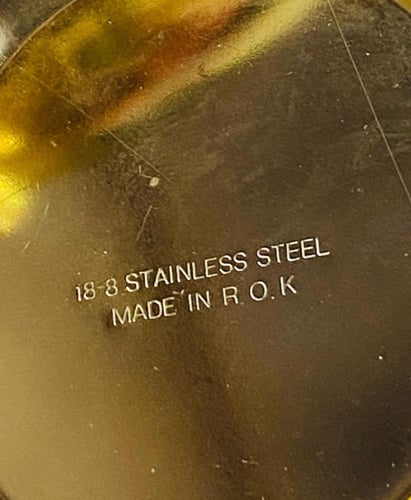 18-8 STAINLESS STEEL
MADE IN R.O.K